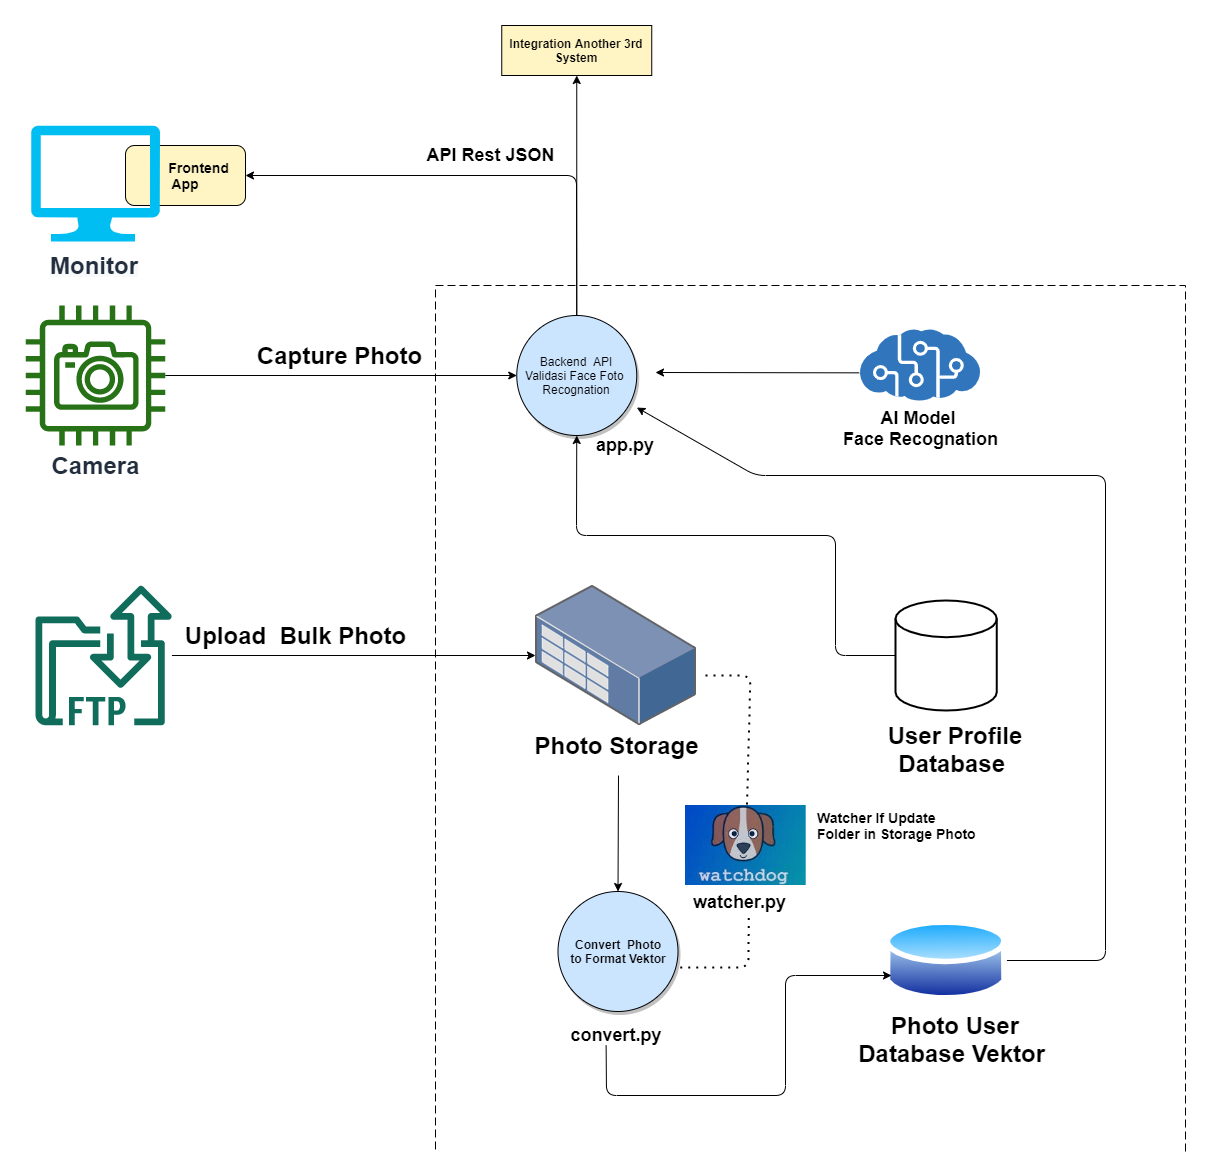 Integration Another 3rd
System
API Rest JSON
Frontend
App
Monitor
Capture Photo
Backend API
Validasi Face Foto
Recognation
app.py
AI Model
Face Recognation
Camera
Upload Bulk Photo
FTP
Photo Storage
User Profile
Database
Watcher If Update
Folder in Storage Photo
watchdog
watcher.py
Convert Photo
to Format Vektor
convert.py
Photo User
Database Vektor